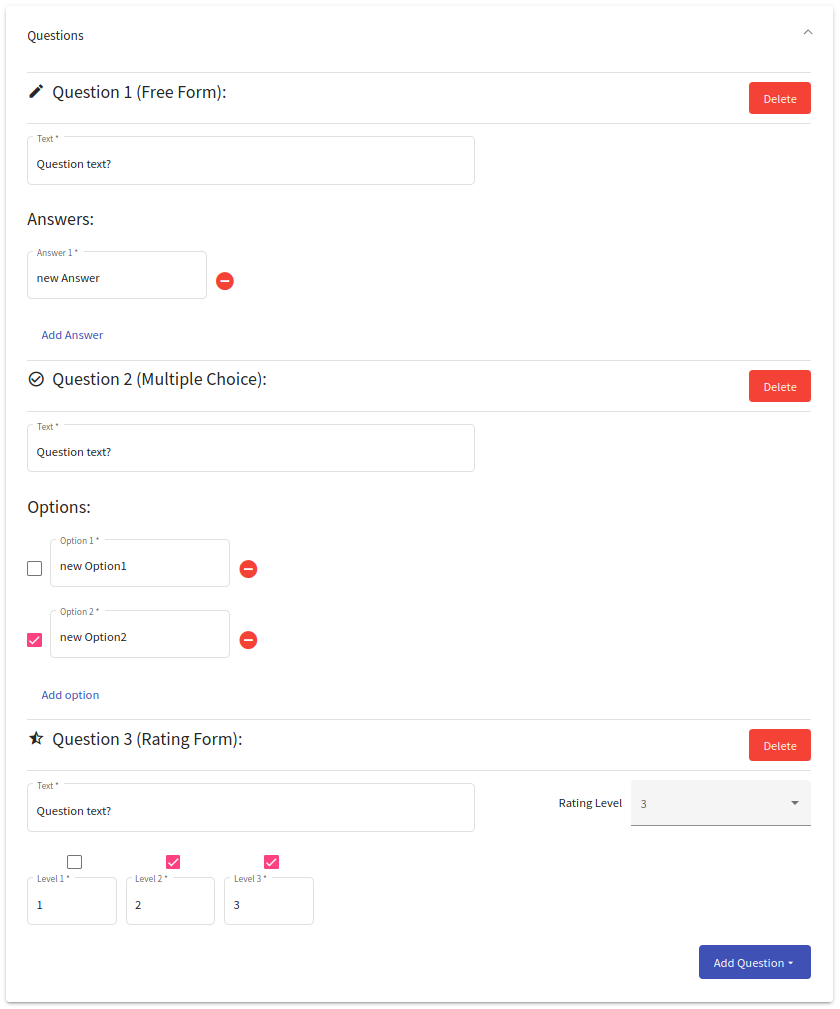 Questions
Question 1 (Free Form):
Delete
Text *
Question text?
Answers:
Answer 1 *
new Answer
Add Answer
Question 2 (Multiple Choice):
Delete
Text *
Question text?
Options:
Option 1 *
new Option1
Option 2 *
new Option2
Add option
Question 3 (Rating Form):
Delete
Text *
Question text?
Rating Level 3
Level 1 * Level 2 * Level 3 *
1 2 3
Add Question